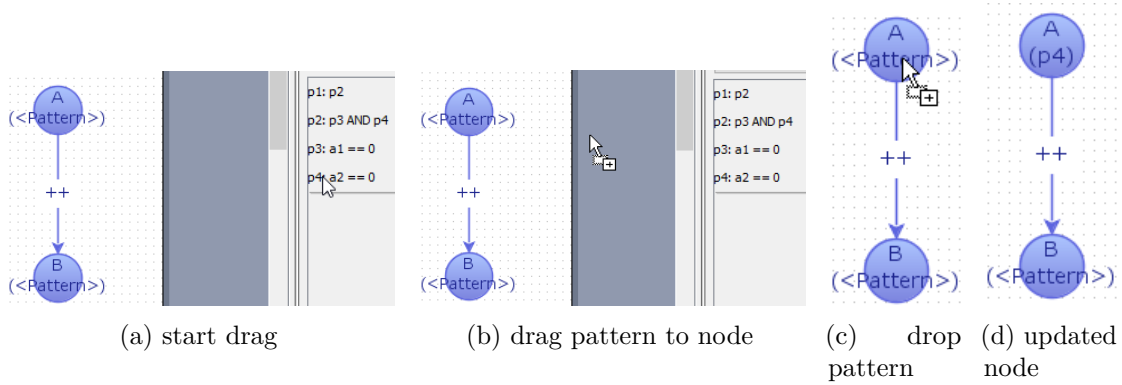 A
(<Pattern>)
++
B
(<Pattern>)
p1: p2
p2: p3 AND p4
p3: a1 == 0
p4: a2 == 0
(a) start drag
A
(<Pattern>)
++
B
(<Pattern>)
p1: p2
p2: p3 AND p4
p3: a1 == 0
p4: a2 == 0
(b) drag pattern to node
A
(<Pattern>)
++
B
(<Pattern>)
(c) drop
pattern
A
(p4)
++
B
(<Pattern>)
(d) updated
node